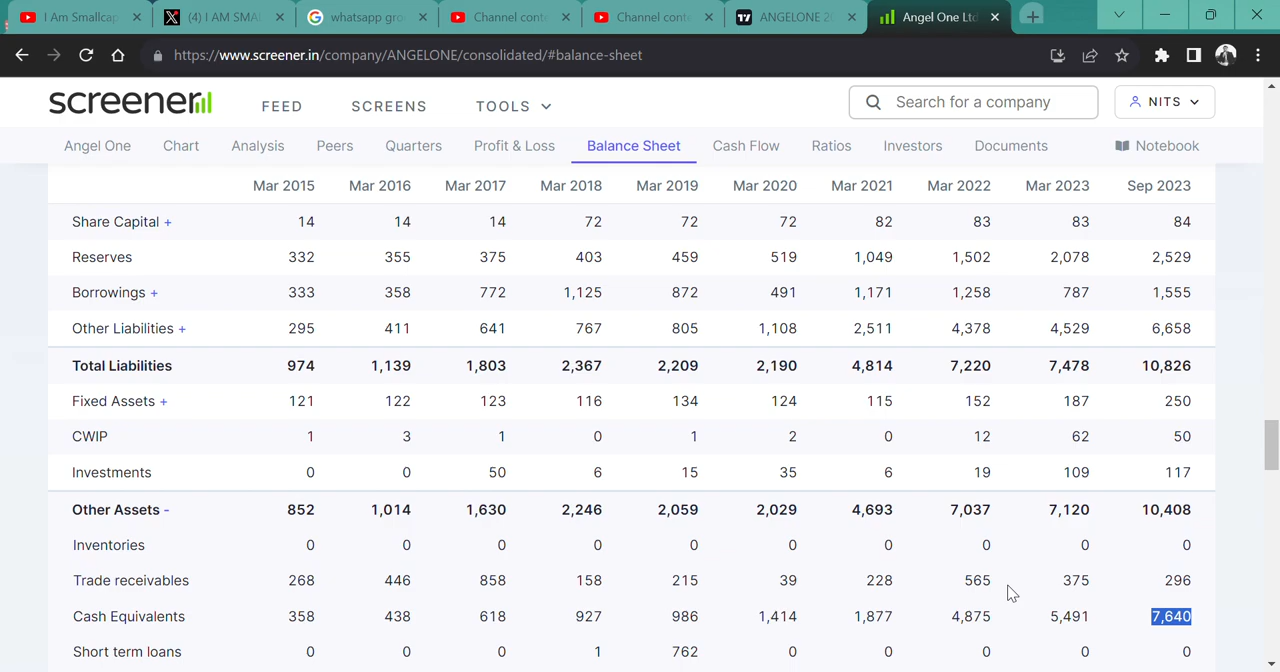 I Am Smallcap
(4) I AM SMA
whatsapp gro
Channel cont
Channel cont
ANGELONE 2
Angel One Ltd
https://www.screener.in/company/ANGELONE/consolidated/#balance-sheet
screener
FEED SCREENS TOOLS
Search for a company
NITS
Angel One Chart Analysis Peers Quarters Profit & Loss Balance Sheet Cash Flow Ratios Investors Documents Notebook
Mar 2015 Mar 2016 Mar 2017 Mar 2018 Mar 2019 Mar 2020 Mar 2021 Mar 2022 Mar 2023 Sep 2023
Share Capital + 14 14 14 72 72 72 82 83 83 84
Reserves 332 355 375 403 459 519 1,049 1,502 2,078 2,529
Borrowings + 333 358 772 1,125 872 491 1,171 1,258 787 1,555
Other Liabilities + 295 411 641 767 805 1,108 2,511 4,378 4,529 6,658
Total Liabilities 974 1,139 1,803 2,367 2,209 2,190 4,814 7,220 7,478 10,826
Fixed Assets + 121 122 123 116 134 124 115 152 187 250
CWIP 1 3 1 0 1 2 0 12 62 50
Investments 0 0 50 6 15 35 6 19 109 117
Other Assets - 852 1,014 1,630 2,246 2,059 2,029 4,693 7,037 7,120 10,408
Inventories 0 0 0 0 0 0 0 0 0 0
Trade receivables 268 446 858 158 215 39 228 565 375 296
Cash Equivalents 358 438 618 927 986 1,414 1,877 4,875 5,491 7,640
Short term loans 0 0 0 1 762 0 0 0 0 0